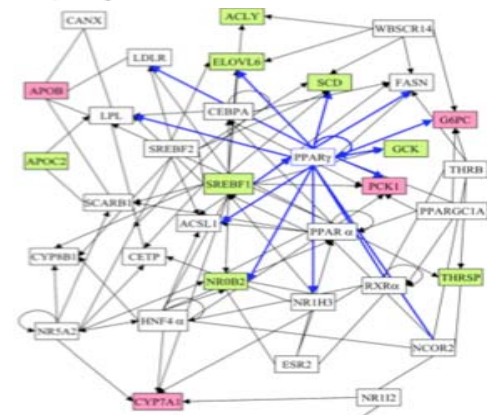 ACLY
CANX
WBSCR14
LDLR
ELOVL6
SCD
FASN
APOB
LPL
CEBPA
G6PC
SREBF2
PPARγ
GCK
APOC2
THRB
SREBF1
PCK1
SCARB1
PPARGC1A
ACSL1
PPAR α
CYP8B1
CETP
NR0B2
RXRα
THRSP
NR1H3
NR5A2
HNF4 α
NCOR2
ESR2
CYP7A1
NR1I2